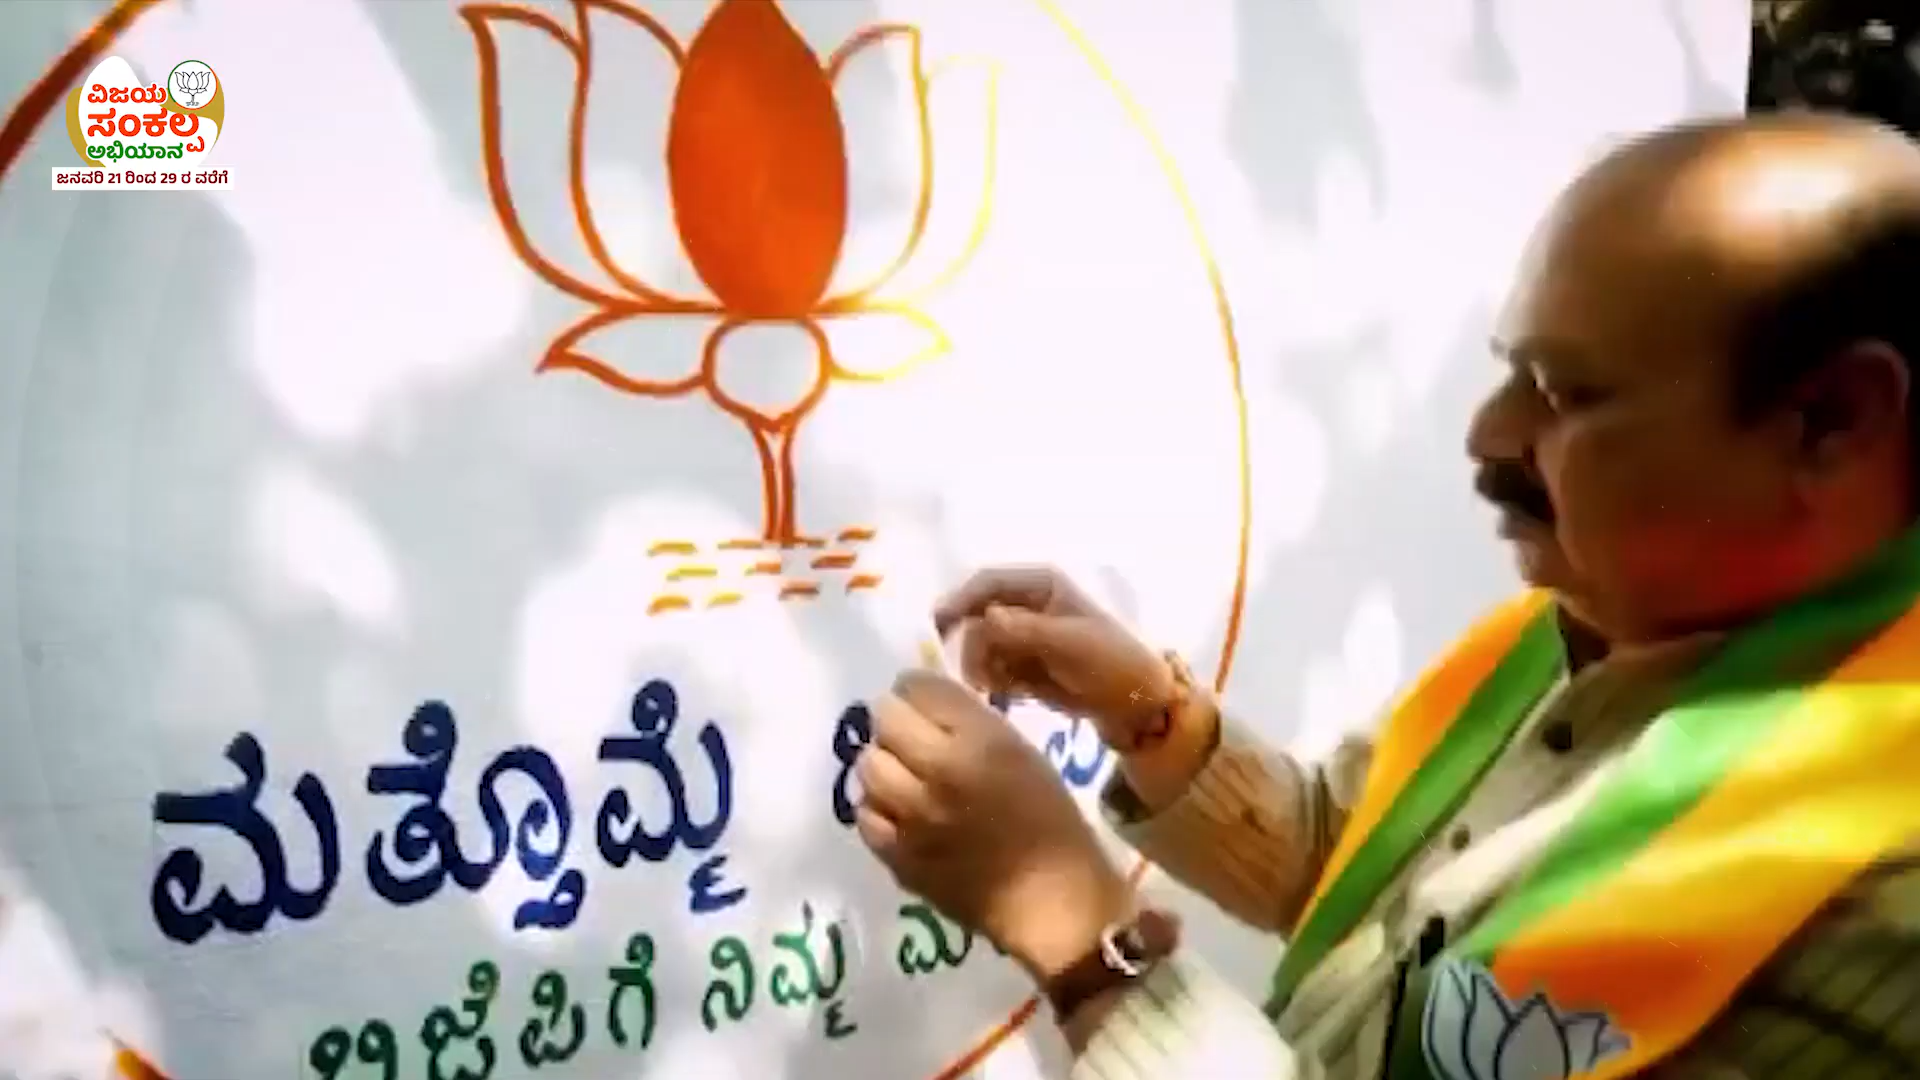 ವಿಜಯ
ಸಂಕಲ್ಪ
ಅಭಿಯಾನ
ಜನವರಿ 21 ರಿಂದ 29 ರ ವರೆಗೆ
ಮತ್ತೊಮ್ಮೆ
ಬಿಜೆಪಿಗೆ ನಿಮ್ಮ